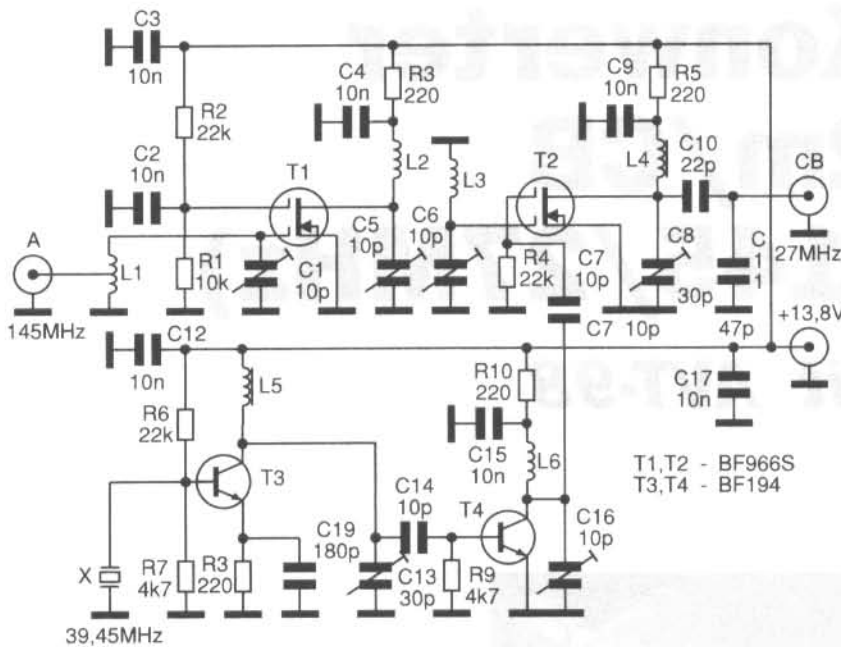 C3
10n
C4
10n
R3
220
C9
10n
R5
220
R2
22k
C2
10n
T1
L2
L3
T2
L4
C10
22p
CB
A
L1
R1
10k
C1
10p
C5
10p
C6
10p
R4
22k
C7
10p
C7
10p
C8
30p
C
1
47p
27MHz
145MHz
+13,8V
C12
10n
L5
R10
220
C17
10n
R6
22k
C15
10n
L6
T1,T2 - BF966S
T3,T4 - BF194
T3
C14
10p
T4
C16
10p
C19
180p
X
R7
4k7
R3
220
C13
30p
R9
4k7
39,45MHz